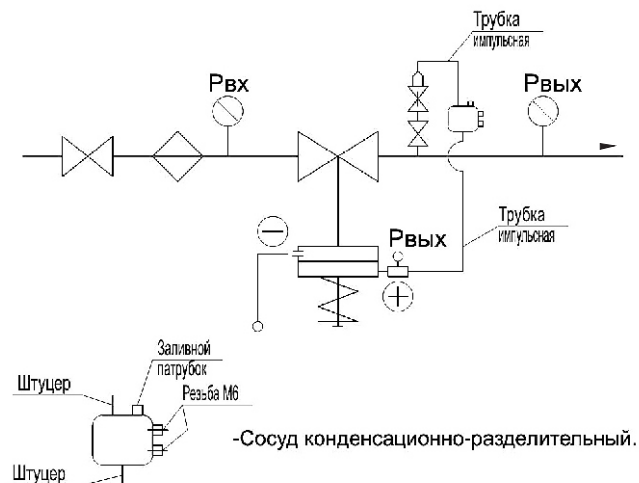 Трубка
импульсная
Рвх
Рвых
Трубка
импульсная
−
Рвых
+
Заливной
патрубок
Штуцер
Резьба М6
-Сосуд конденсационно-разделительный.
Штуцер